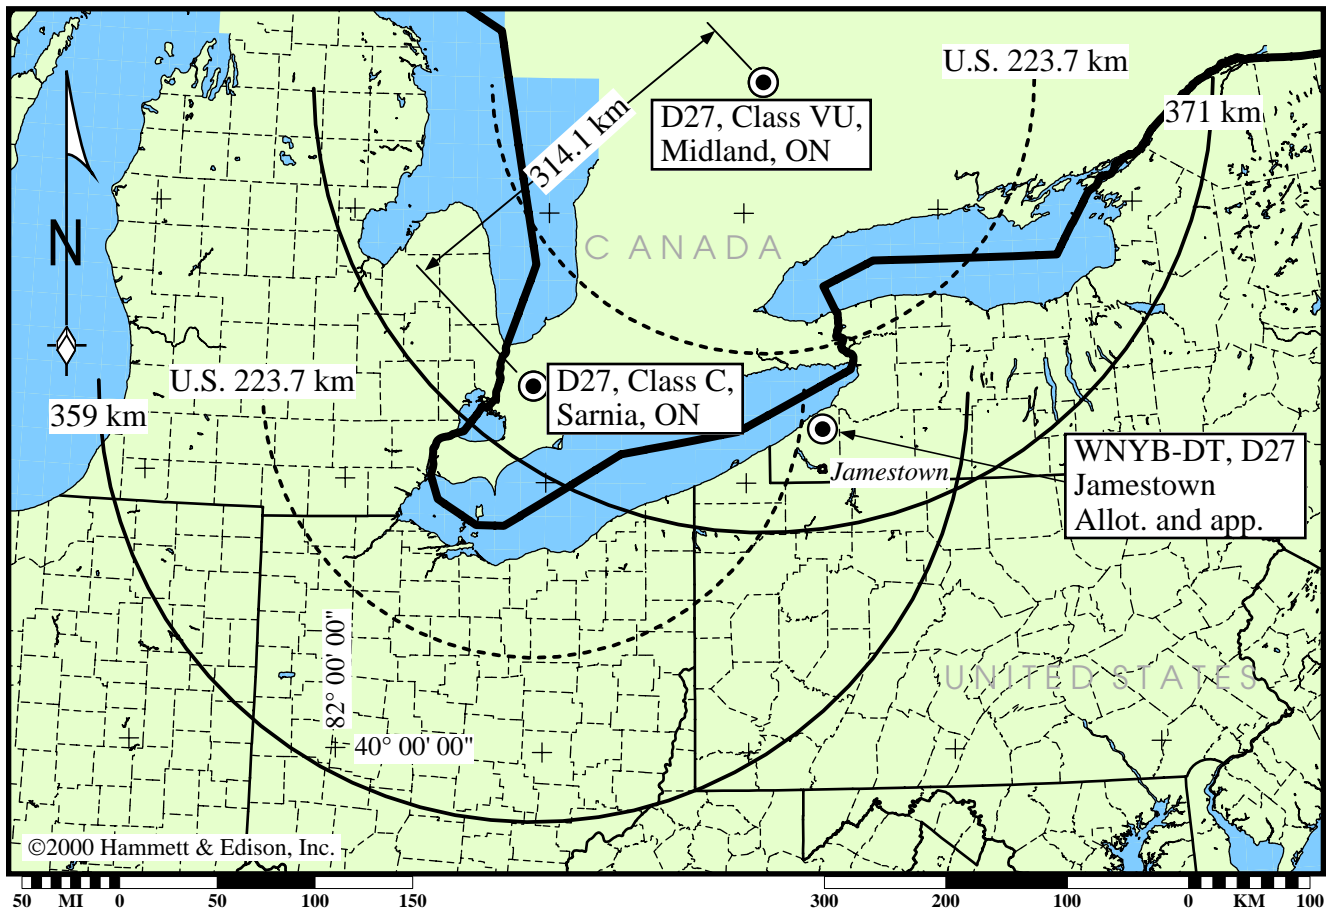 U.S. 223.7 km
371 km
314.1 km
D27, Class VU,
Midland, ON
CANADA
N
U.S. 223.7 km
359 km
D27, Class C,
Sarnia, ON
Jamestown
WNYB-DT, D27
Jamestown
Allot. and app.
82° 00' 00"
40° 00' 00"
UNITED STATES
©2000 Hammett & Edison, Inc.
50 MI 0 50 100 150
300 200 100 0 KM 100